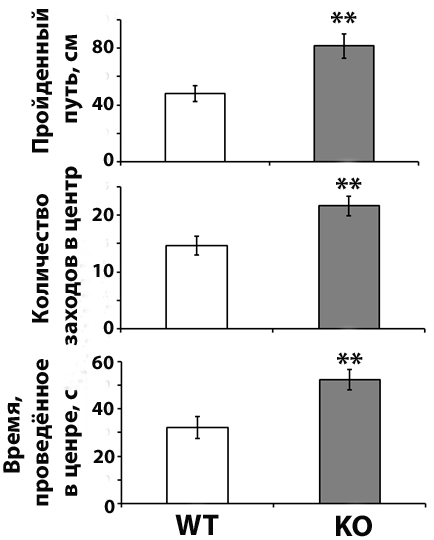 Пройденный
путь, см
80
40
0
**
Количество
заходов в центр
20
10
0
**
Время,
проведённое
в ценре, с
60
40
20
0
**
WT KO